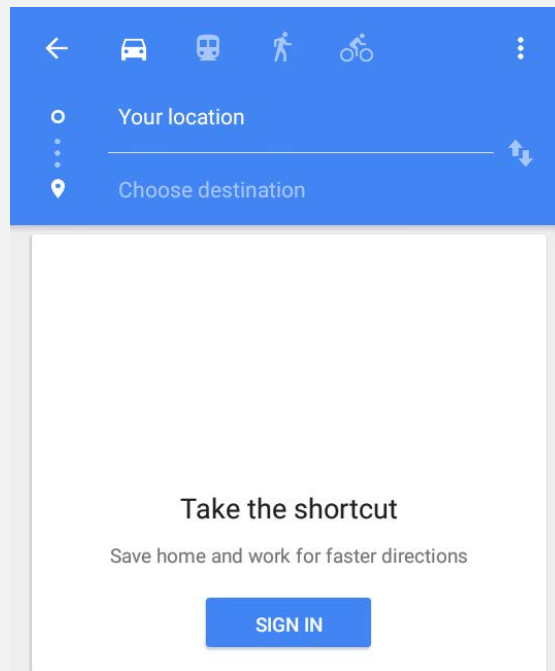 Your location
Choose destination
Take the shortcut
Save home and work for faster directions
SIGN IN